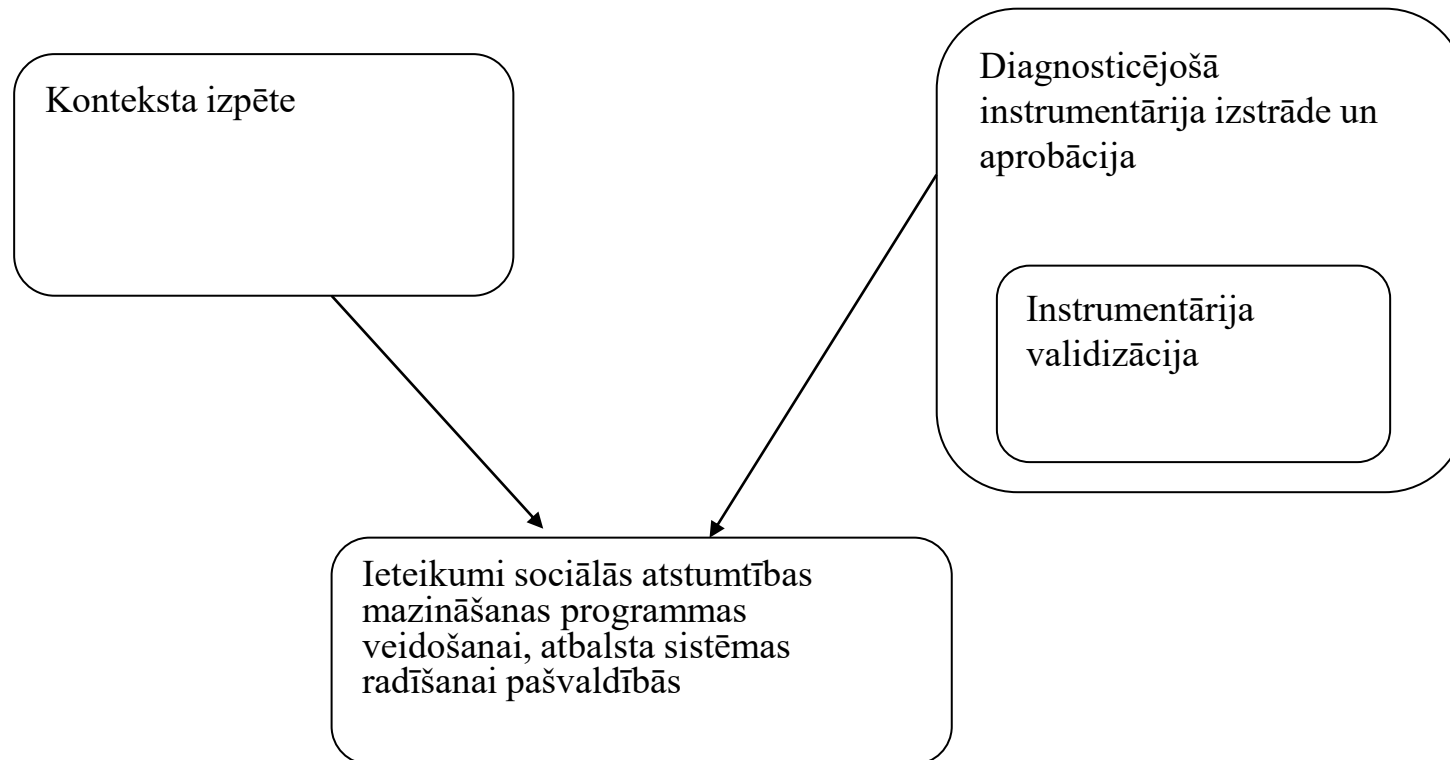 Konteksta izpēte
Diagnosticējošā
instrumentārija izstrāde un
aprobācija
Instrumentārija
validizācija
Ieteikumi sociālās atstumtības
mazināšanas programmas
veidošanai, atbalsta sistēmas
radīšanai pašvaldībās